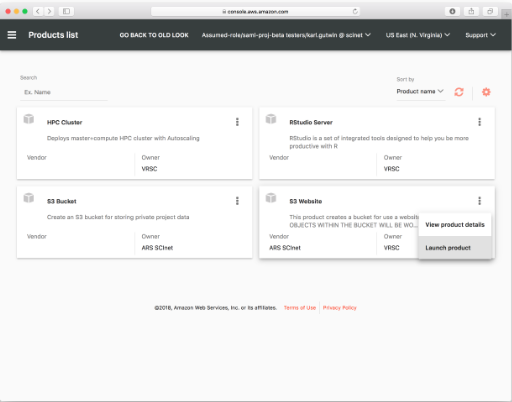 console.aws.amazon.com
Products list
GO BACK TO OLD LOOK
Assumed-role/saml-proj-beta testers/karl.gutwin @ scinet
US East (N. Virginia)
Support
Search
Ex. Name
Sort by
Product name
HPC Cluster
Deploys master+compute HPC cluster with Autoscaling
Vendor
Owner
VRSC
RStudio Server
RStudio is a set of integrated tools designed to help you be more
productive with R
Vendor
Owner
VRSC
S3 Bucket
Create an S3 bucket for storing private project data
Vendor
Owner
ARS SCInet
S3 Website
This product creates a bucket for use a website
OBJECTS WITHIN THE BUCKET WILL BE WO...
Vendor
ARS SCInet
Owner
VRSC
View product details
Launch product
©2018, Amazon Web Services, Inc. or its affiliates.
Terms of Use
Privacy Policy